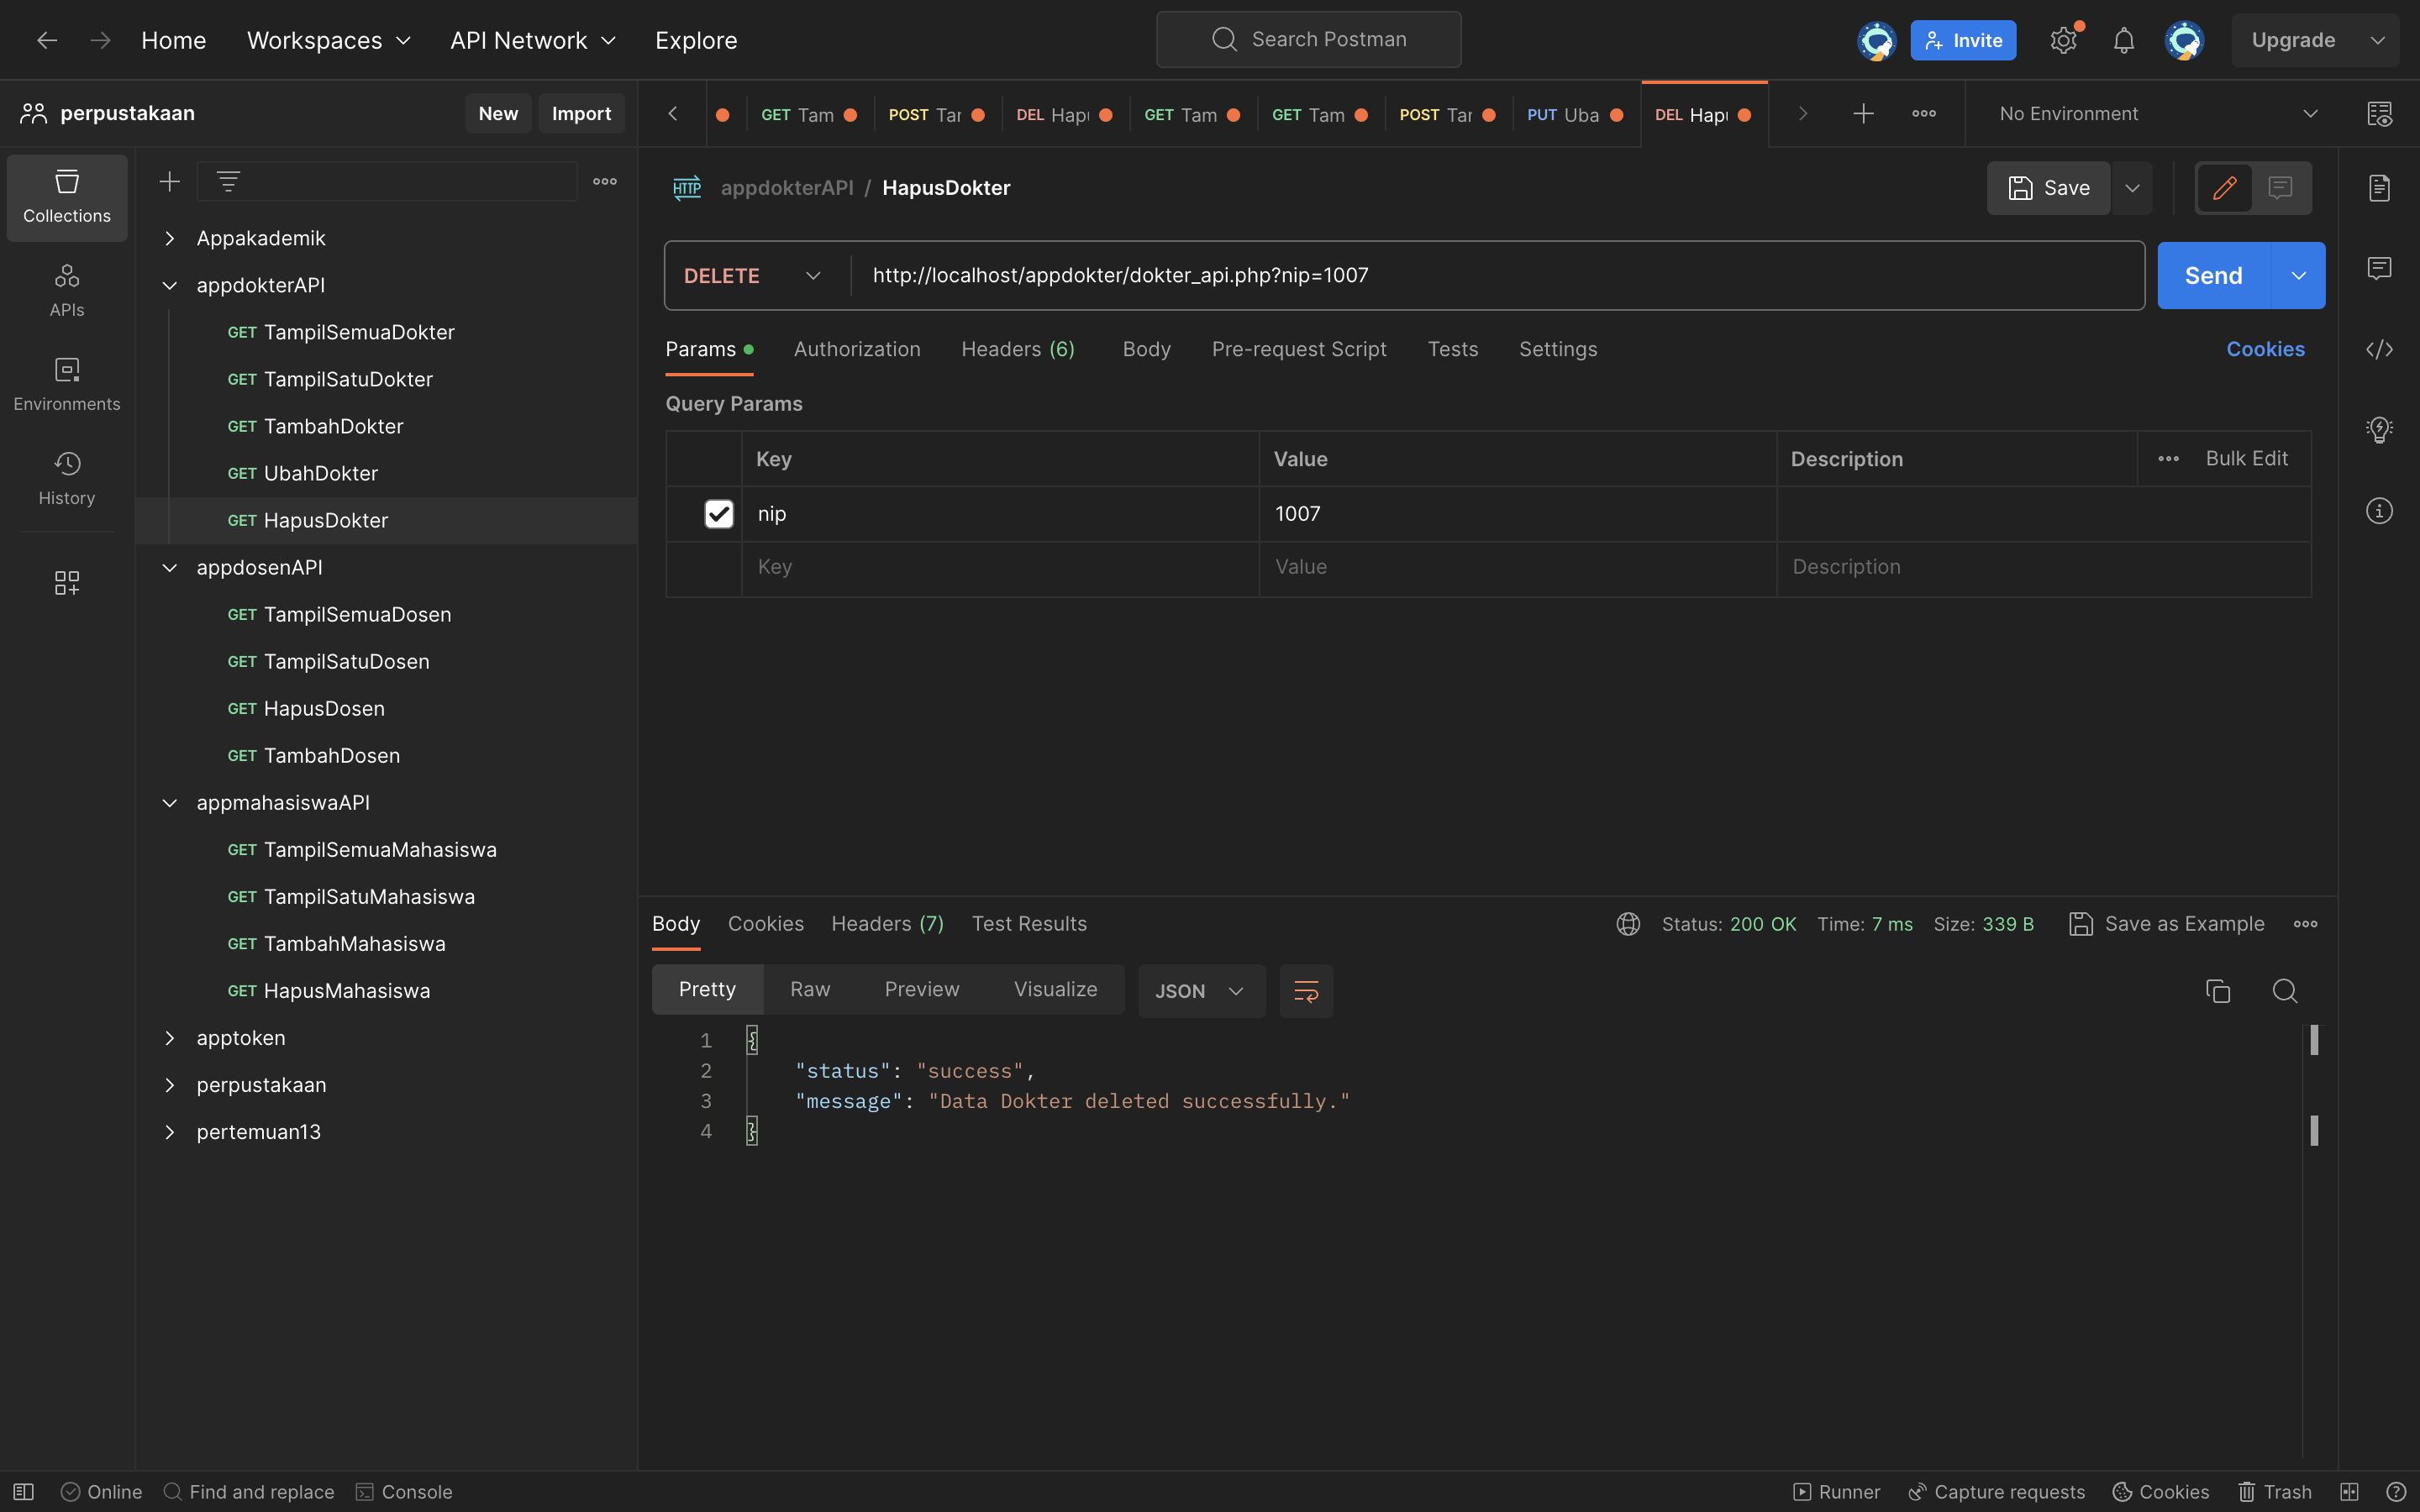 Home Workspaces API Network Explore Search Postman Invite Upgrade
perpustakaan New Import GET Tam POST Tar DEL Hap GET Tam GET Tam POST Tar PUT Uba DEL Hap No Environment
Collections
APIs
Environments
History
Appakademik
appdokterAPI
GET TampilSemuaDokter
GET TampilSatuDokter
GET TambahDokter
GET UbahDokter
GET HapusDokter
appdosenAPI
GET TampilSemuaDosen
GET TampilSatuDosen
GET HapusDosen
GET TambahDosen
appmahasiswaAPI
GET TampilSemuaMahasiswa
GET TampilSatuMahasiswa
GET TambahMahasiswa
GET HapusMahasiswa
apptoken
perpustakaan
pertemuan13
HTTP appdokterAPI / HapusDokter Save
DELETE http://localhost/appdokter/dokter_api.php?nip=1007 Send
Params Authorization Headers (6) Body Pre-request Script Tests Settings Cookies
Query Params
Key Value Description Bulk Edit
nip 1007
Key Value Description
Body Cookies Headers (7) Test Results Status: 200 OK Time: 7 ms Size: 339 B Save as Example
Pretty Raw Preview Visualize JSON
1 {
2 "status": "success",
3 "message": "Data Dokter deleted successfully."
4 }
Online Find and replace Console Runner Capture requests Cookies Trash